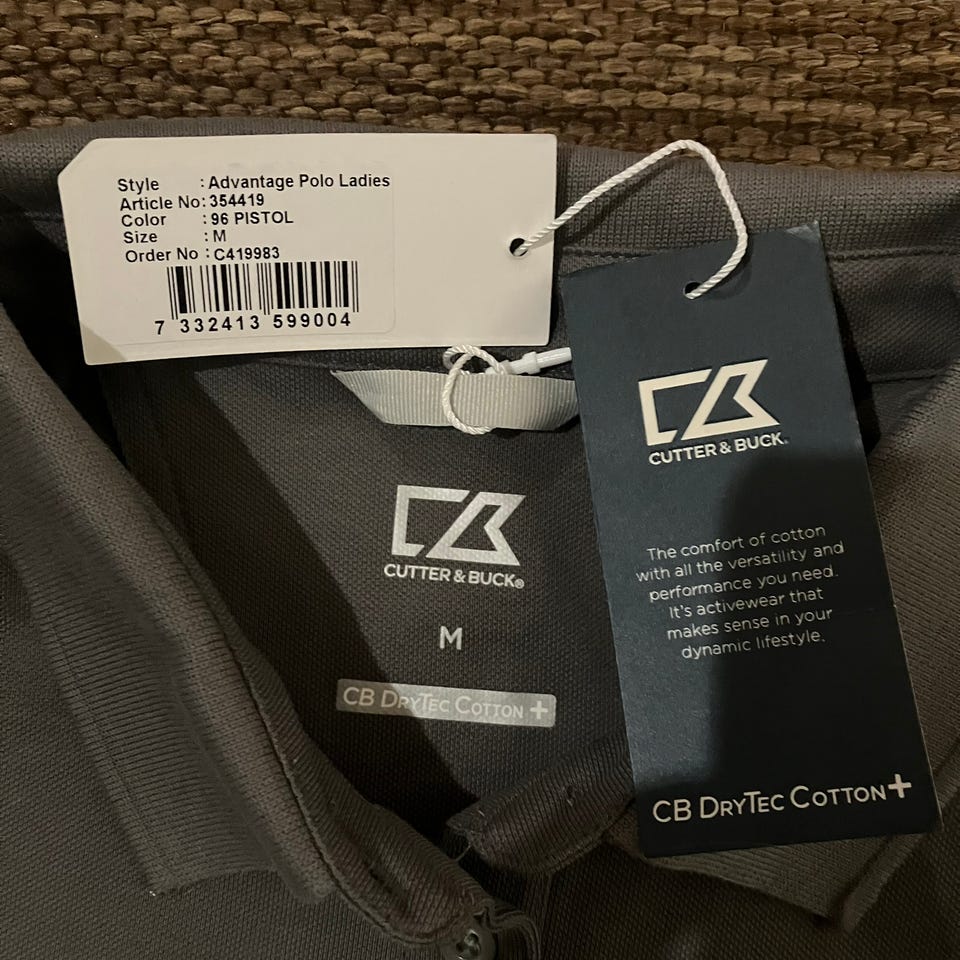 Style : Advantage Polo Ladies
Article No: 354419
Color : 96 PISTOL
Size : M
Order No : C419983
7 332413 599004
CUTTER & BUCK®
M
CB DRYTEC COTTON +
CUTTER & BUCK®
The comfort of cotton
with all the versatility and
performance you need.
It's activewear that
makes sense in your
dynamic lifestyle.
CB DRYTEC COTTON+